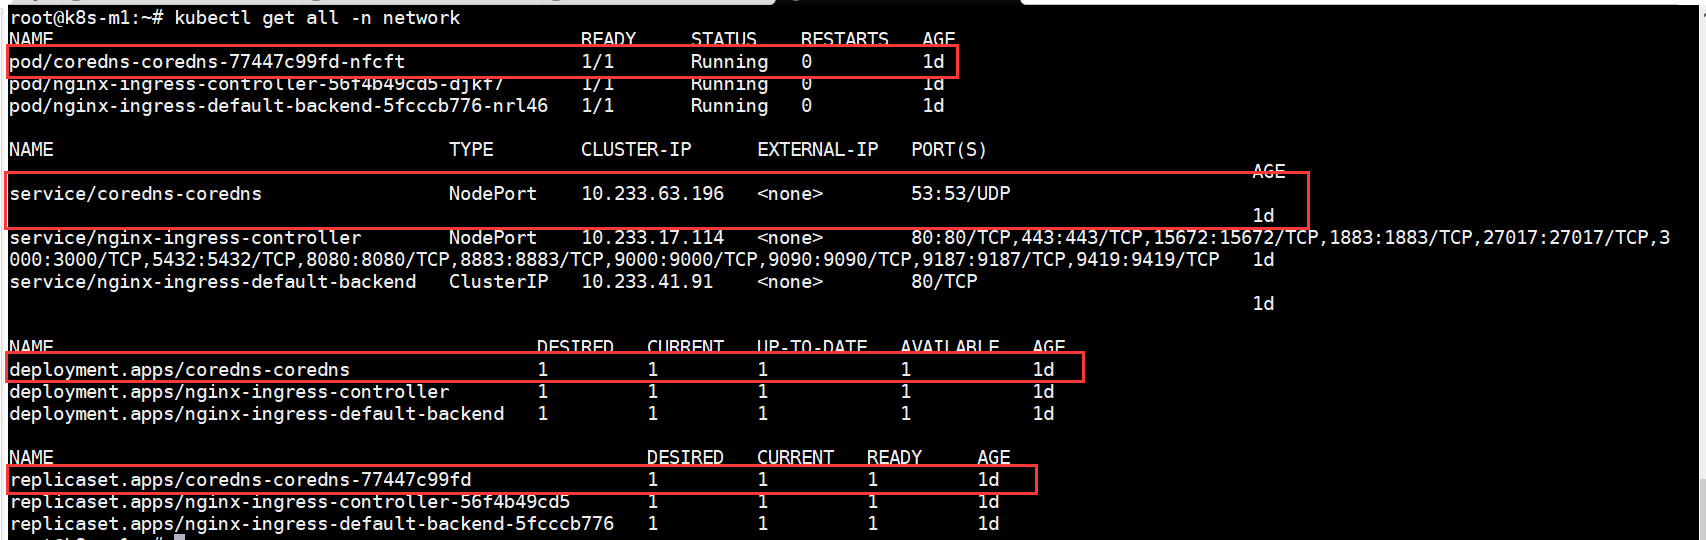 root@k8s-m1:~# kubectl get all -n network
NAME READY STATUS RESTARTS AGE
pod/coredns-coredns-77447c99fd-nfcft 1/1 Running 0 1d
pod/nginx-ingress-controller-56f4b49cd5-djkf7 1/1 Running 0 1d
pod/nginx-ingress-default-backend-5fcccb776-nrl46 1/1 Running 0 1d
NAME TYPE CLUSTER-IP EXTERNAL-IP PORT(S)
AGE
service/coredns-coredns NodePort 10.233.63.196 <none> 53:53/UDP
1d
service/nginx-ingress-controller NodePort 10.233.17.114 <none> 80:80/TCP,443:443/TCP,15672:15672/TCP,1883:1883/TCP,27017:27017/TCP,3
000:3000/TCP,5432:5432/TCP,8080:8080/TCP,8883:8883/TCP,9000:9000/TCP,9090:9090/TCP,9187:9187/TCP,9419:9419/TCP 1d
service/nginx-ingress-default-backend ClusterIP 10.233.41.91 <none> 80/TCP
1d
NAME DESIRED CURRENT UP-TO-DATE AVAILABLE AGE
deployment.apps/coredns-coredns 1 1 1 1 1d
deployment.apps/nginx-ingress-controller 1 1 1 1 1d
deployment.apps/nginx-ingress-default-backend 1 1 1 1 1d
NAME DESIRED CURRENT READY AGE
replicaset.apps/coredns-coredns-77447c99fd 1 1 1 1d
replicaset.apps/nginx-ingress-controller-56f4b49cd5 1 1 1 1d
replicaset.apps/nginx-ingress-default-backend-5fcccb776 1 1 1 1d